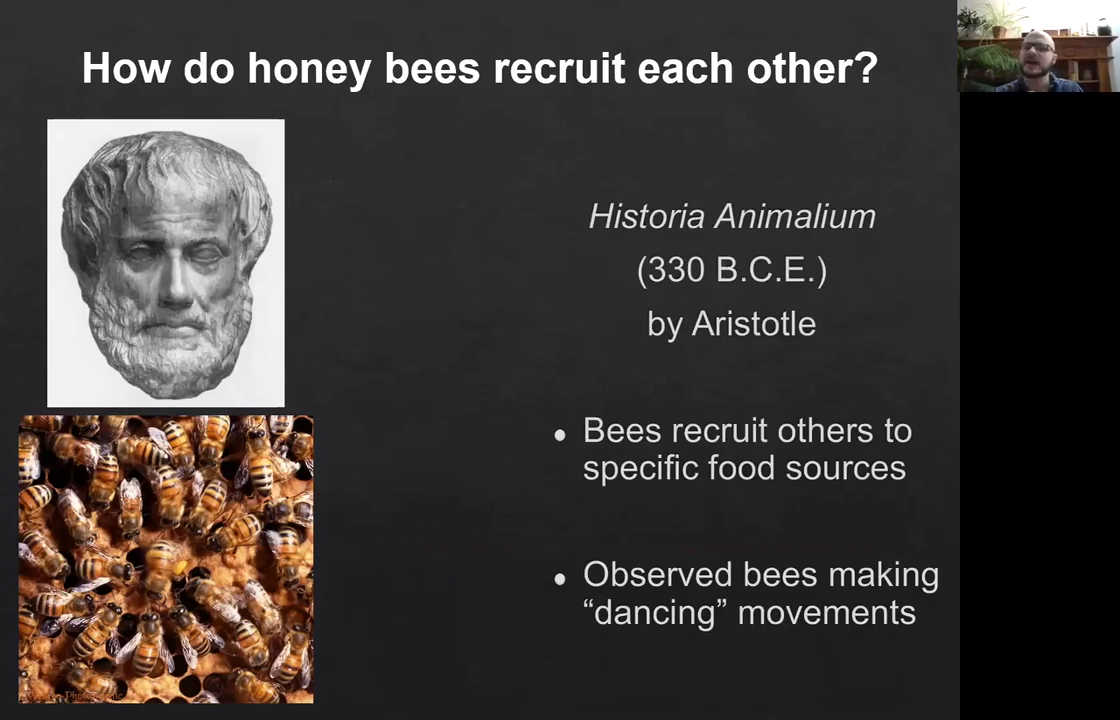 How do honey bees recruit each other?
Historia Animalium
(330 B.C.E.)
by Aristotle
• Bees recruit others to
specific food sources
• Observed bees making
“dancing” movements